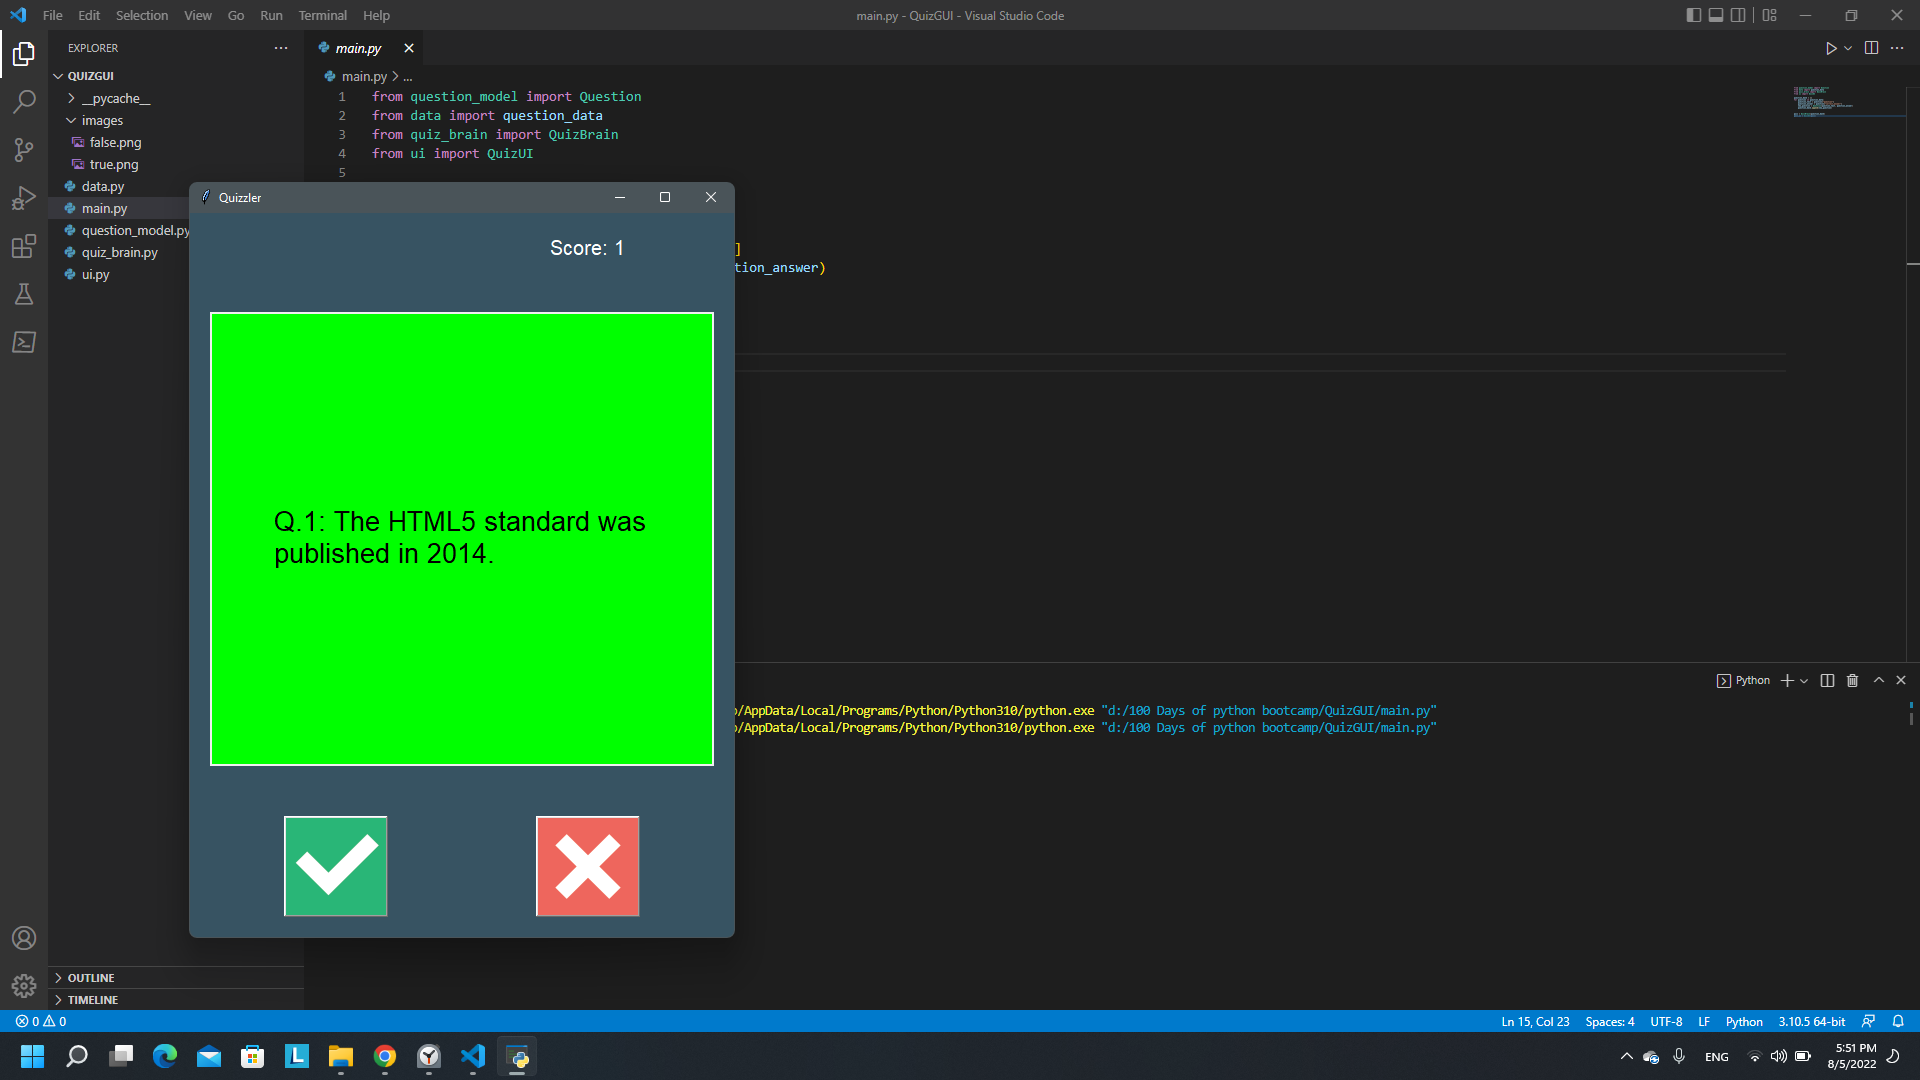 File Edit Selection View Go Run Terminal Help
main.py - QuizGUI - Visual Studio Code
EXPLORER
main.py
QUIZGUI
main.py > ...
__pycache__
images
false.png
true.png
data.py
main.py
question_model.py
quiz_brain.py
ui.py
1 from question_model import Question
2 from data import question_data
3 from quiz_brain import QuizBrain
4 from ui import QuizUI
5
]
tion_answer)
Quizzler
Score: 1
Q.1: The HTML5 standard was
published in 2014.
Python
/AppData/Local/Programs/Python/Python310/python.exe "d:/100 Days of python bootcamp/QuizGUI/main.py"
/AppData/Local/Programs/Python/Python310/python.exe "d:/100 Days of python bootcamp/QuizGUI/main.py"
OUTLINE
TIMELINE
0 0
Ln 15, Col 23 Spaces: 4 UTF-8 LF Python 3.10.5 64-bit
L
ENG
5:51 PM
8/5/2022